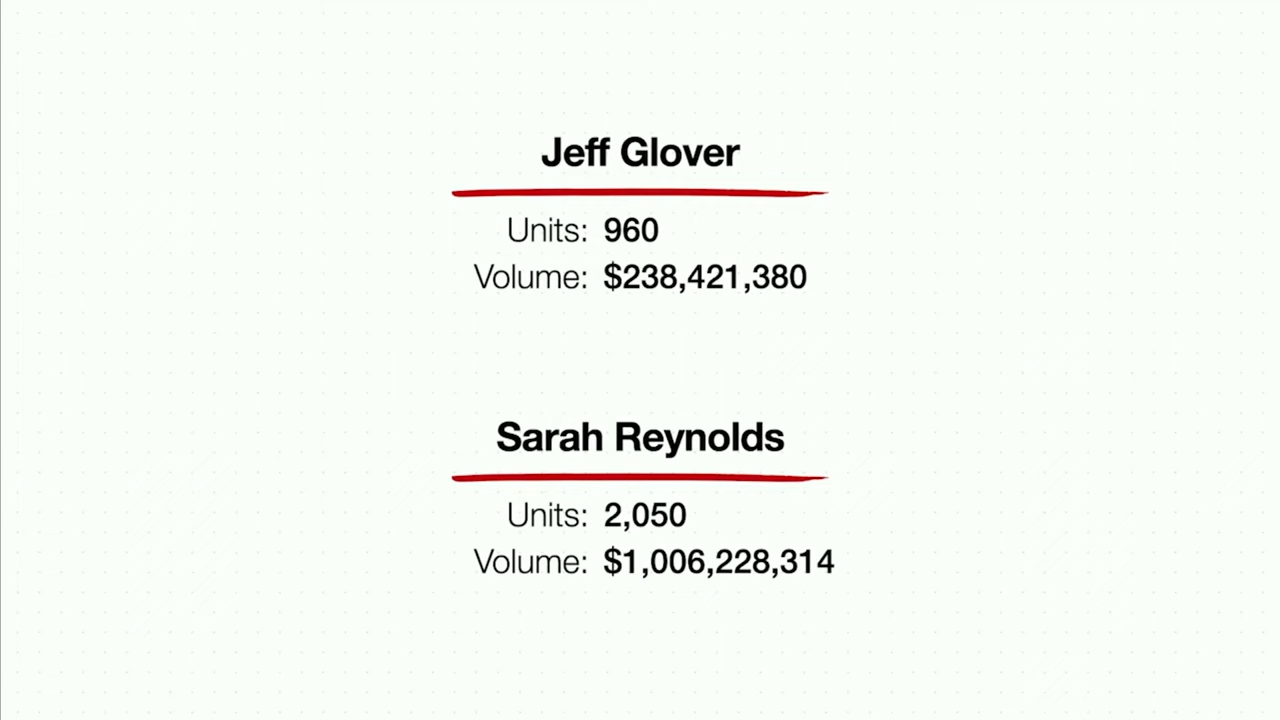 Jeff Glover
Units: 960
Volume: $238,421,380
Sarah Reynolds
Units: 2,050
Volume: $1,006,228,314